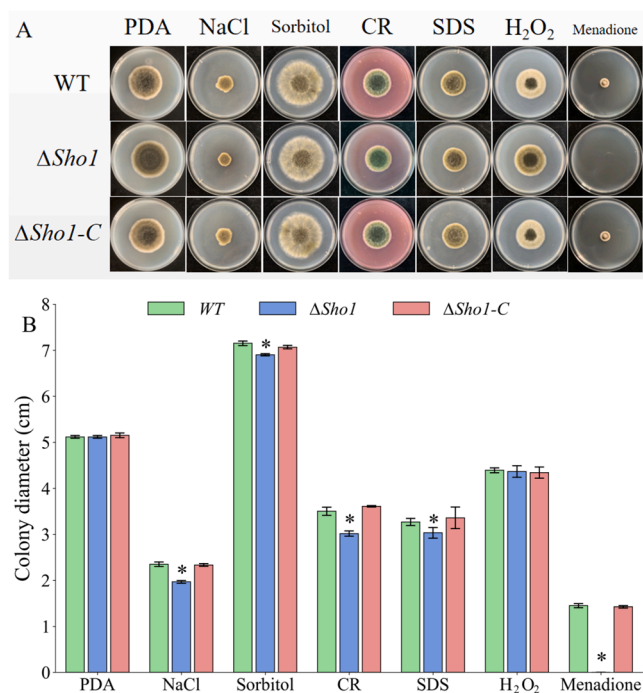 A
PDA NaCl Sorbitol CR SDS H₂O₂ Menadione
WT
ΔSho1
ΔSho1-C
B
WT ΔSho1 ΔSho1-C
Colony diameter (cm)
8
7
6
5
4
3
2
1
0
*
*
*
*
*
PDA NaCl Sorbitol CR SDS H₂O₂ Menadione